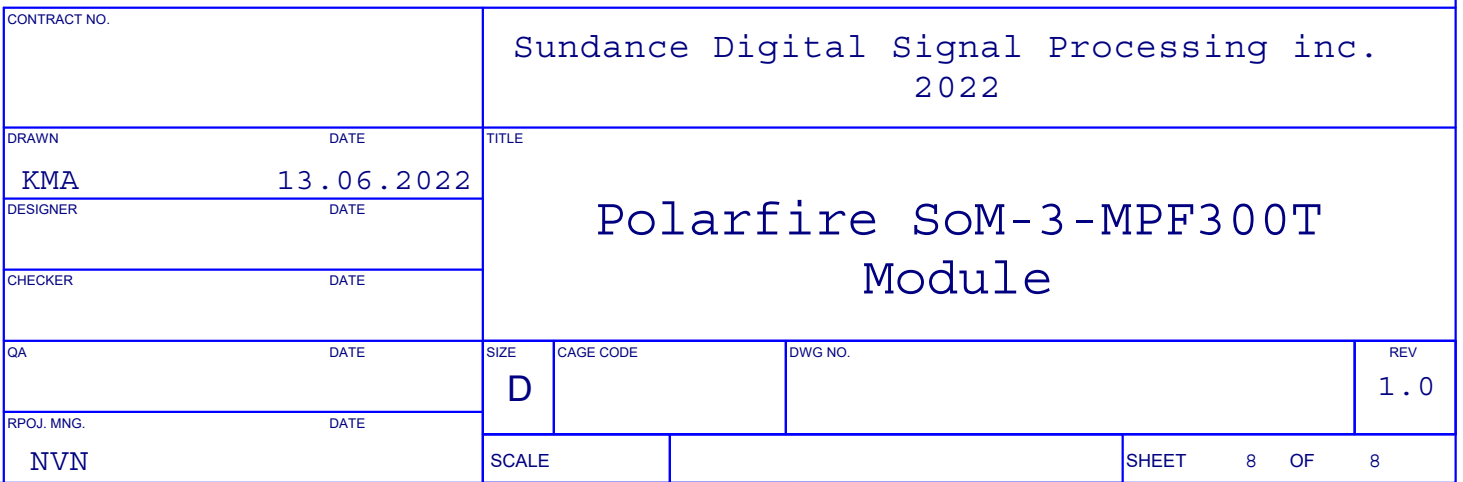 CONTRACT NO.
Sundance Digital Signal Processing inc.
2022
DRAWN DATE
KMA 13.06.2022
TITLE
Polarfire SoM-3-MPF300T
Module
DESIGNER DATE
CHECKER DATE
QA DATE
SIZE
D
CAGE CODE
DWG NO.
REV
1.0
RPOJ. MNG. DATE
NVN
SCALE
SHEET 8 OF 8